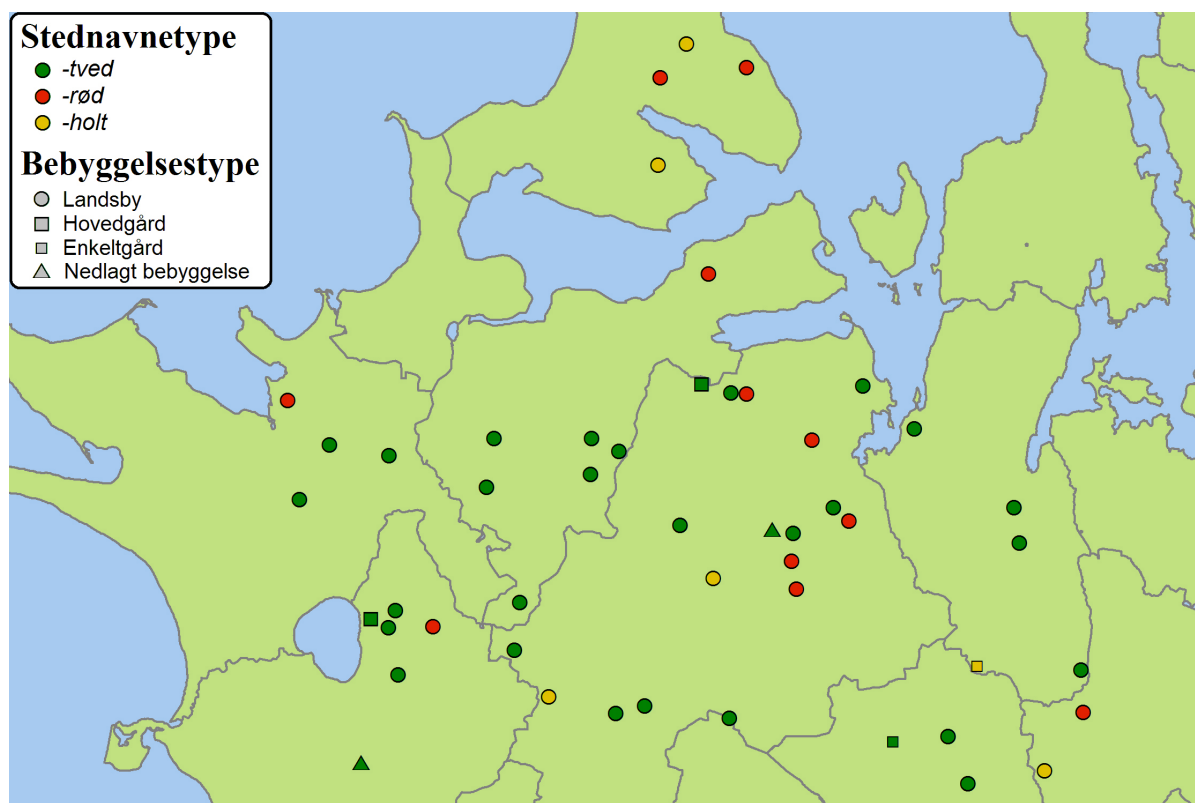 Stednavnetype
-tved
-rød
-holt
Bebyggelsestype
Landsby
Hovedgård
Enkeltgård
Nedlagt bebyggelse